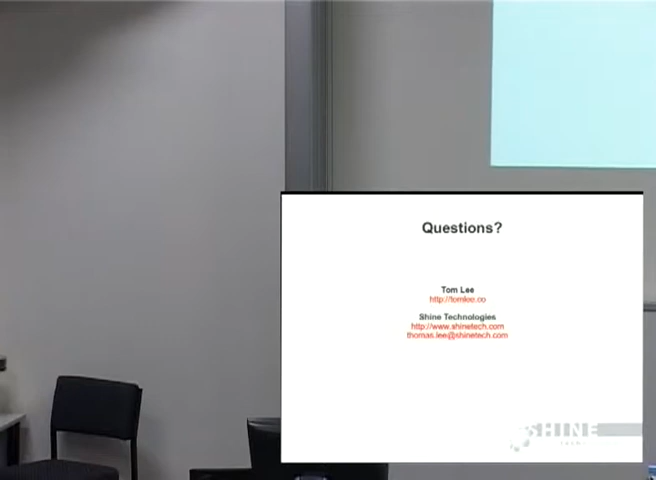 Questions?
Tom Lee
http://tomlee.co
Shine Technologies
http://www.shinetech.com
thomas.lee@shinetech.com
SHINE